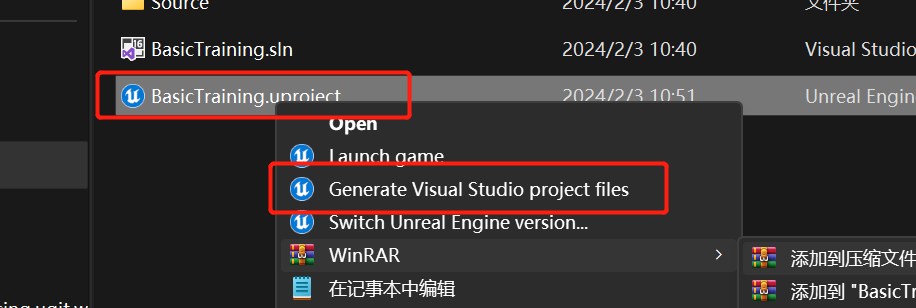 Source 2024/2/3 10:40 文件夹
BasicTraining.sln 2024/2/3 10:40 Visual Studio
BasicTraining.uproject 2024/2/3 10:51 Unreal Engin
Open
Launch game
Generate Visual Studio project files
Switch Unreal Engine version...
WinRAR 添加到压缩文件
在记事本中编辑 添加到 "BasicTr